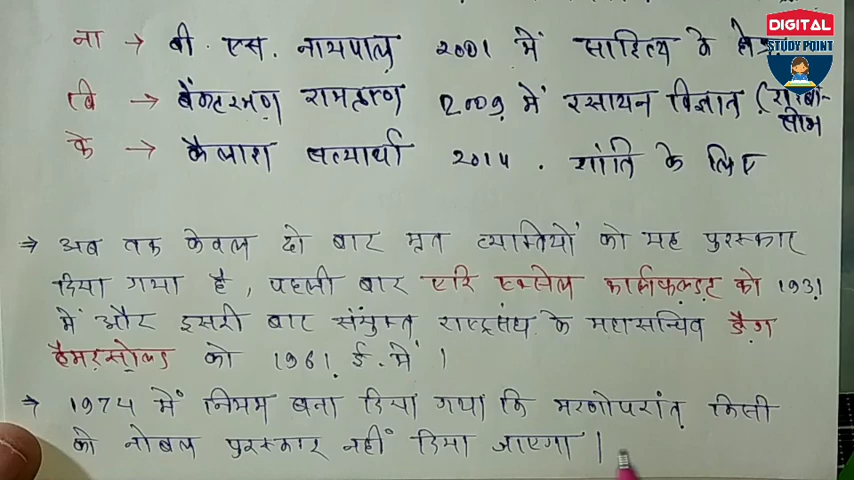 DIGITAL
STUDY POINT
ना → वी. एस. नायपाल 2001 में साहित्य के क्षेत्र
वि → वेंकटरमण रामकृष्ण 2009 में रसायन विज्ञान (राइबो-
सोम
के → कैलाश सत्यार्थी 2014 . शांति के लिए
⇒ अब तक केवल दो बार मृत व्यक्तियों को यह पुरस्कार
दिया गया है, पहली बार एरि एक्सेल कार्लफेल्ड्ट को 1931
में और दूसरी बार संयुक्त राष्ट्रसंघ के महासचिव डैग
हैमरसोल्ड को 1961 ई. में।
⇒ 1974 में नियम बना दिया गया कि मरणोपरांत किसी
को नोबल पुरस्कार नहीं दिया जाएगा।